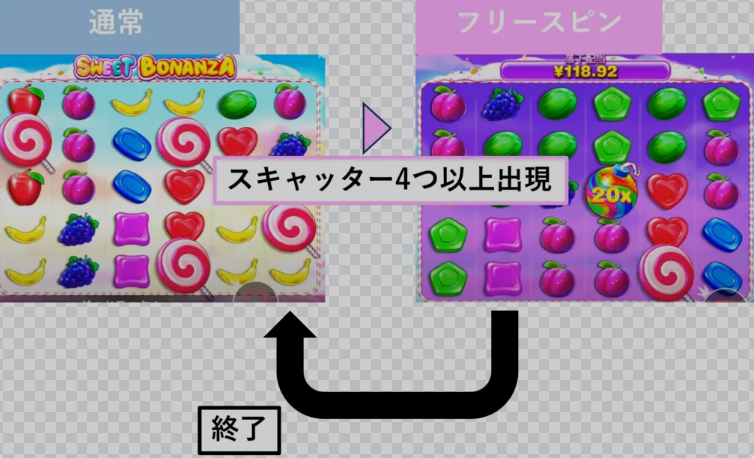 通常
フリースピン
SWEET BONANZA
¥118.92
スキャッター4つ以上出現
20x
終了